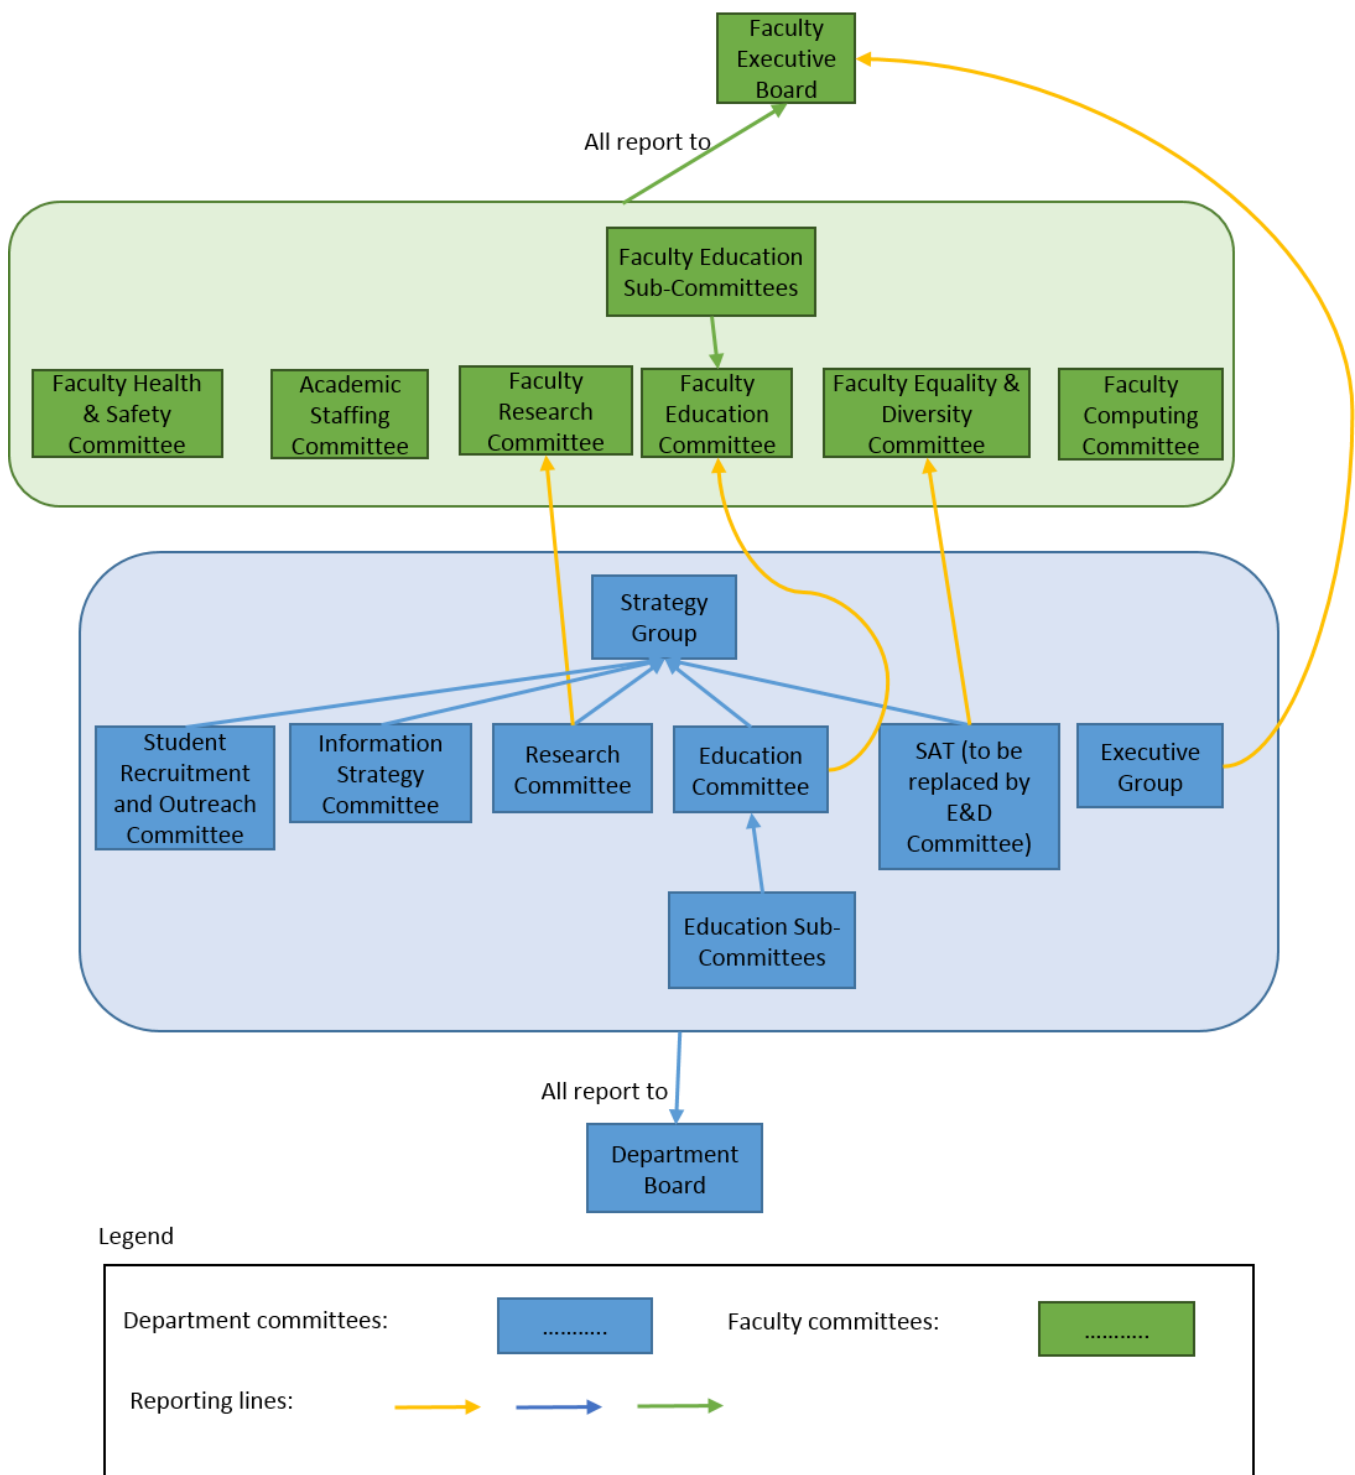 Faculty
Executive
Board
All report to
Faculty Education
Sub-Committees
Faculty Health
& Safety
Committee
Academic
Staffing
Committee
Faculty
Research
Committee
Faculty
Education
Committee
Faculty Equality &
Diversity
Committee
Faculty
Computing
Committee
Strategy
Group
Student
Recruitment
and Outreach
Committee
Information
Strategy
Committee
Research
Committee
Education
Committee
SAT (to be
replaced by
E&D
Committee)
Executive
Group
Education Sub-
Committees
All report to
Department
Board
Legend
Department committees:
...........
Faculty committees:
...........
Reporting lines: